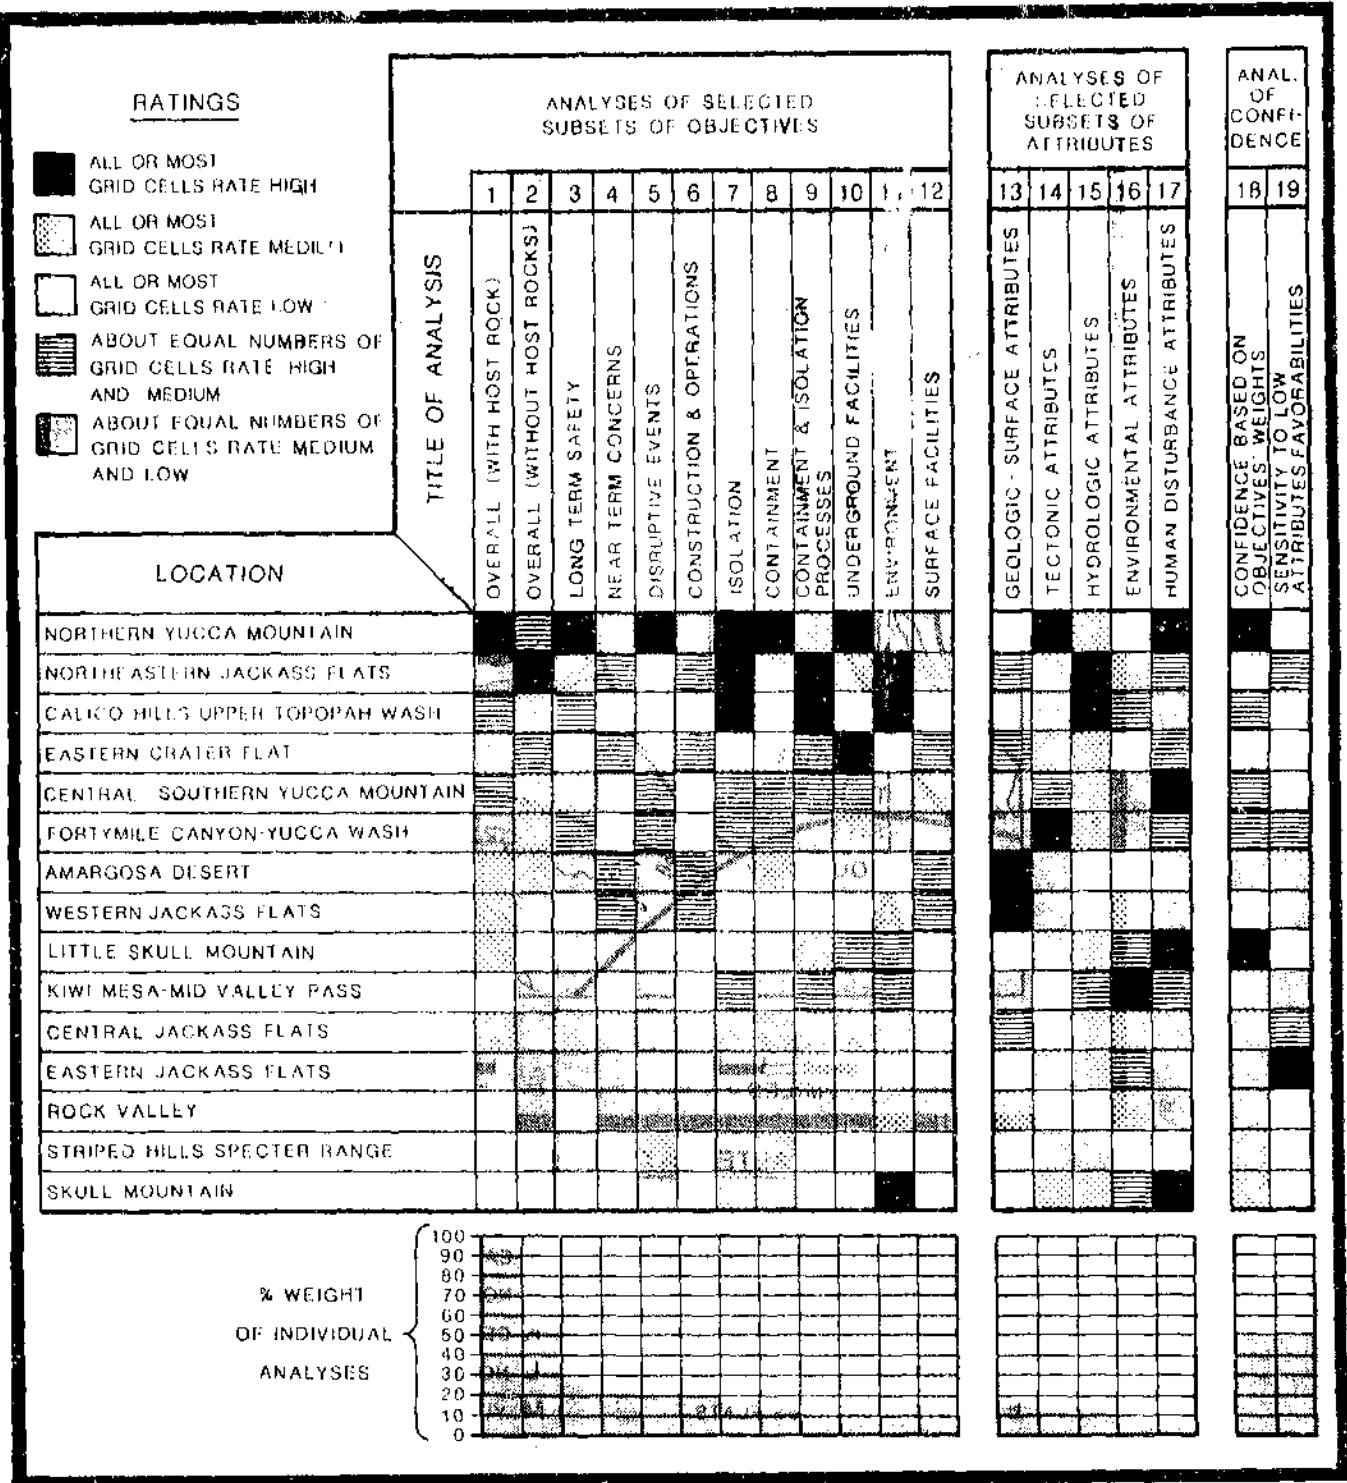 RATINGS
ALL OR MOST
GRID CELLS RATE HIGH
ALL OR MOST
GRID CELLS RATE MEDIUM
ALL OR MOST
GRID CELLS RATE LOW
ABOUT EQUAL NUMBERS OF
GRID CELLS RATE HIGH
AND MEDIUM
ABOUT EQUAL NUMBERS OF
GRID CELLS RATE MEDIUM
AND LOW
ANALYSES OF SELECTED
SUBSETS OF OBJECTIVES
ANALYSES OF
SELECTED
SUBSETS OF
ATTRIBUTES
ANAL.
OF
CONFI-
DENCE
1 2 3 4 5 6 7 8 9 10 11 12 13 14 15 16 17 18 19
TITLE OF ANALYSIS
OVERALL (WITH HOST ROCK)
OVERALL (WITHOUT HOST ROCKS)
LONG TERM SAFETY
NEAR TERM CONCERNS
DISRUPTIVE EVENTS
CONSTRUCTION & OPERATIONS
ISOLATION
CONTAINMENT
CONTAINMENT & ISOLATION
PROCESSES
UNDERGROUND FACILITIES
ENVIRONMENT
SURFACE FACILITIES
GEOLOGIC - SURFACE ATTRIBUTES
TECTONIC ATTRIBUTES
HYDROLOGIC ATTRIBUTES
ENVIRONMENTAL ATTRIBUTES
HUMAN DISTURBANCE ATTRIBUTES
CONFIDENCE BASED ON
OBJECTIVES' WEIGHTS
SENSITIVITY TO LOW
ATTRIBUTES FAVORABILITIES
LOCATION
NORTHERN YUCCA MOUNTAIN
NORTHEASTERN JACKASS FLATS
CALICO HILLS UPPER TOPOPAH WASH
EASTERN CRATER FLAT
CENTRAL SOUTHERN YUCCA MOUNTAIN
FORTYMILE CANYON-YUCCA WASH
AMARGOSA DESERT
WESTERN JACKASS FLATS
LITTLE SKULL MOUNTAIN
KIWI MESA-MID VALLEY PASS
CENTRAL JACKASS FLATS
EASTERN JACKASS FLATS
ROCK VALLEY
STRIPED HILLS SPECTER RANGE
SKULL MOUNTAIN
% WEIGHT
OF INDIVIDUAL
ANALYSES
100
90
80
70
60
50
40
30
20
10
0